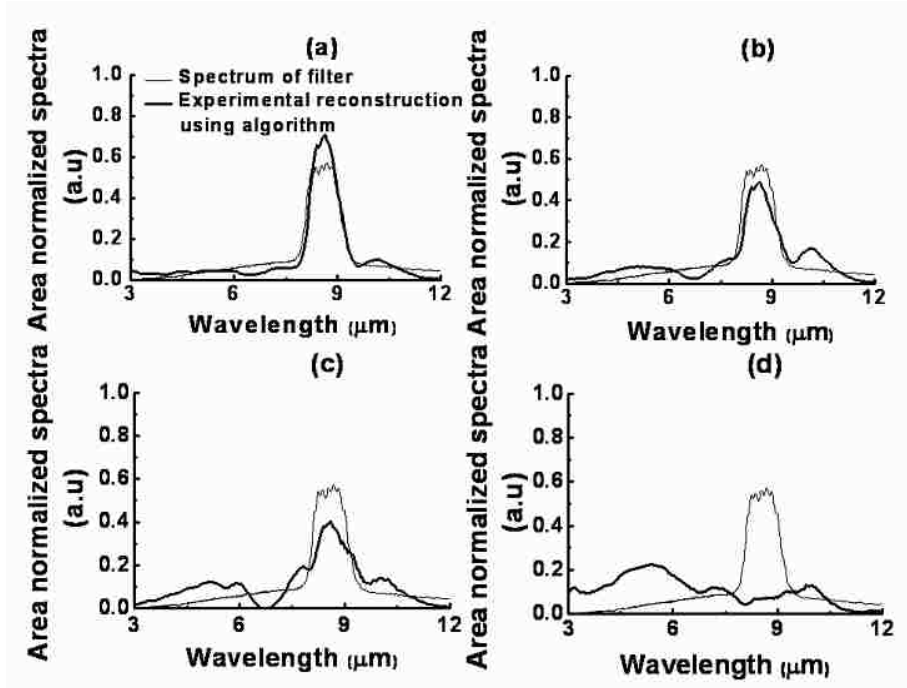 (a)
Area normalized spectra
(a.u)
1.0
0.8
0.6
0.4
0.2
0.0
Spectrum of filter
Experimental reconstruction
using algorithm
3 6 9 12
Wavelength (μm)
(b)
Area normalized spectra
(a.u)
1.0
0.8
0.6
0.4
0.2
0.0
3 6 9 12
Wavelength (μm)
(c)
Area normalized spectra
(a.u)
1.0
0.8
0.6
0.4
0.2
0.0
3 6 9 12
Wavelength (μm)
(d)
Area normalized spectra
(a.u)
1.0
0.8
0.6
0.4
0.2
0.0
3 6 9 12
Wavelength (μm)